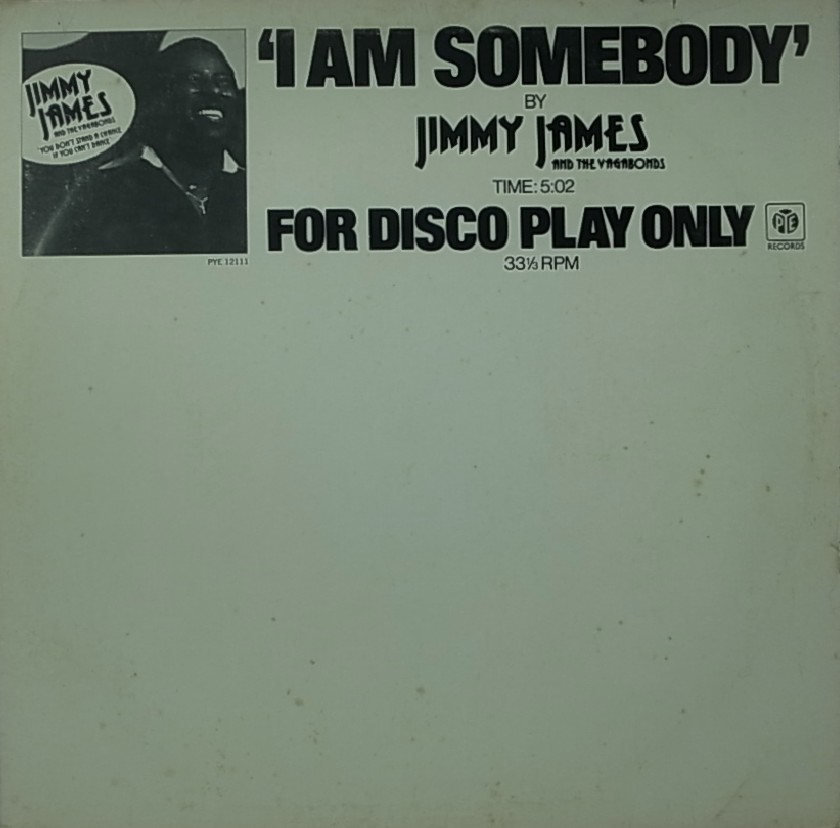 JIMMY
JAMES
AND THE VAGABONDS
"YOU DON'T STAND A CHANCE
IF YOU CAN'T DANCE"
PYE 12111
'I AM SOMEBODY'
BY
JIMMY JAMES
AND THE VAGABONDS
TIME: 5:02
FOR DISCO PLAY ONLY
PYE
RECORDS
33⅓ RPM